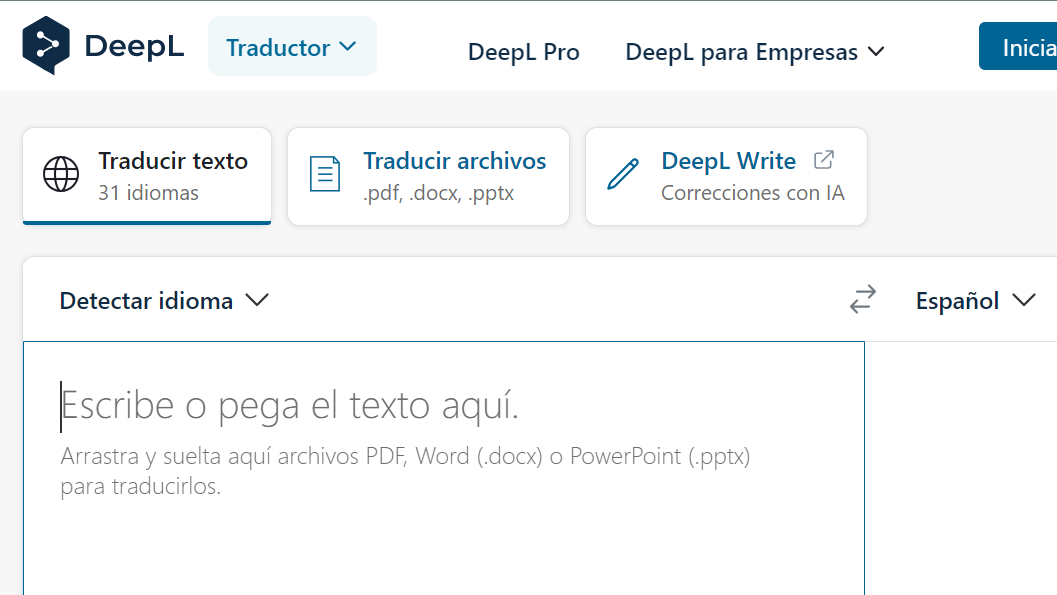 DeepL
Traductor
DeepL Pro
DeepL para Empresas
Inicia
Traducir texto
31 idiomas
Traducir archivos
.pdf, .docx, .pptx
DeepL Write
Correcciones con IA
Detectar idioma
Español
Escribe o pega el texto aquí.
Arrastra y suelta aquí archivos PDF, Word (.docx) o PowerPoint (.pptx)
para traducirlos.